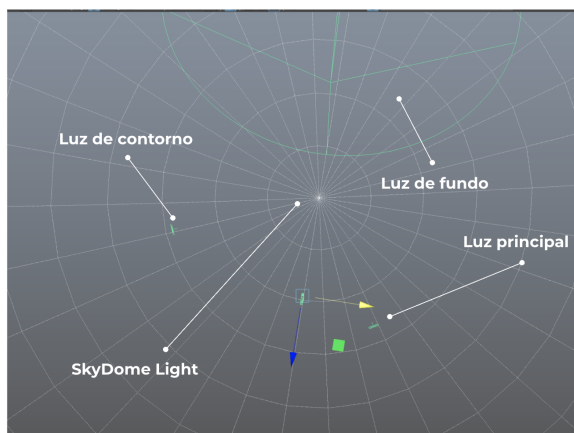 Luz de contorno
Luz de fundo
Luz principal
SkyDome Light